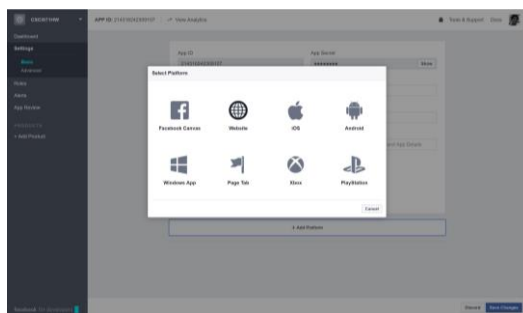 APP ID:
View Analytics
Tools & Support
Docs
Dashboard
Settings
Basic
Advanced
Roles
Alerts
App Review
PRODUCTS
+ Add Product
App ID
App Secret
Show
Select Platform
Facebook Canvas
Website
iOS
Android
Windows App
Page Tab
Xbox
PlayStation
Cancel
+ Add Platform
Discard
Save Changes